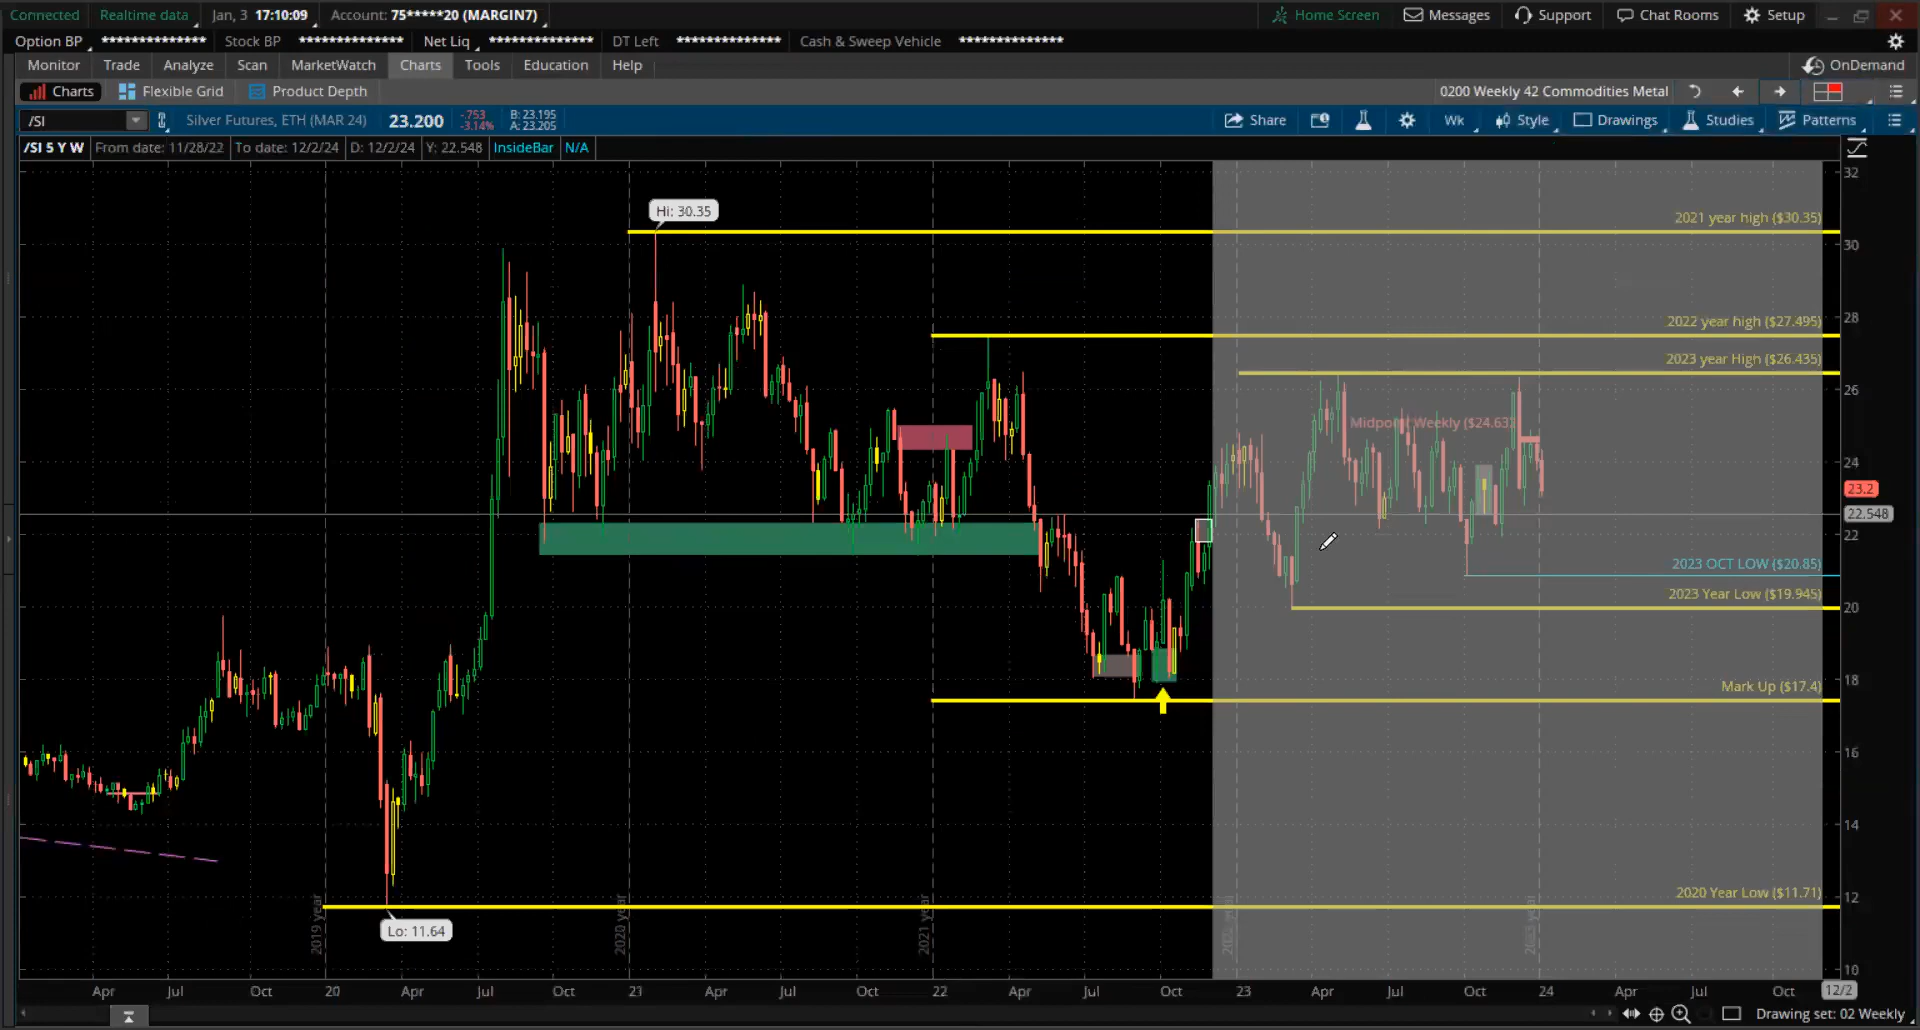 Connected Realtime data Jan, 3 17:10:09 Account: 75*****20 (MARGIN7) Home Screen Messages Support Chat Rooms Setup
Option BP ************** Stock BP ************** Net Liq ************** DT Left ************** Cash & Sweep Vehicle **************
Monitor Trade Analyze Scan MarketWatch Charts Tools Education Help OnDemand
Charts Flexible Grid Product Depth 0200 Weekly 42 Commodities Metal
/SI Silver Futures, ETH (MAR 24) 23.200 -.753 -3.14% B: 23.195 A: 23.205 Share Wk Style Drawings Studies Patterns
/SI 5 Y W From date: 11/28/22 To date: 12/2/24 D: 12/2/24 Y: 22.548 InsideBar N/A
32
Hi: 30.35
2021 year high ($30.35)
30
28
2022 year high ($27.495)
2023 year High ($26.435)
26
Midpoint Weekly ($24.63
24
23.2
22.548
22
2023 OCT LOW ($20.85)
2023 Year Low ($19.945)
20
18
Mark Up ($17.4)
16
14
2020 Year Low ($11.71)
12
Lo: 11.64
2019 year
2020 year
2021 year
10
Apr Jul Oct 20 Apr Jul Oct 21 Apr Jul Oct 22 Apr Jul Oct 23 Apr Jul Oct 24 Apr Jul Oct 12/2
Drawing set: 02 Weekly